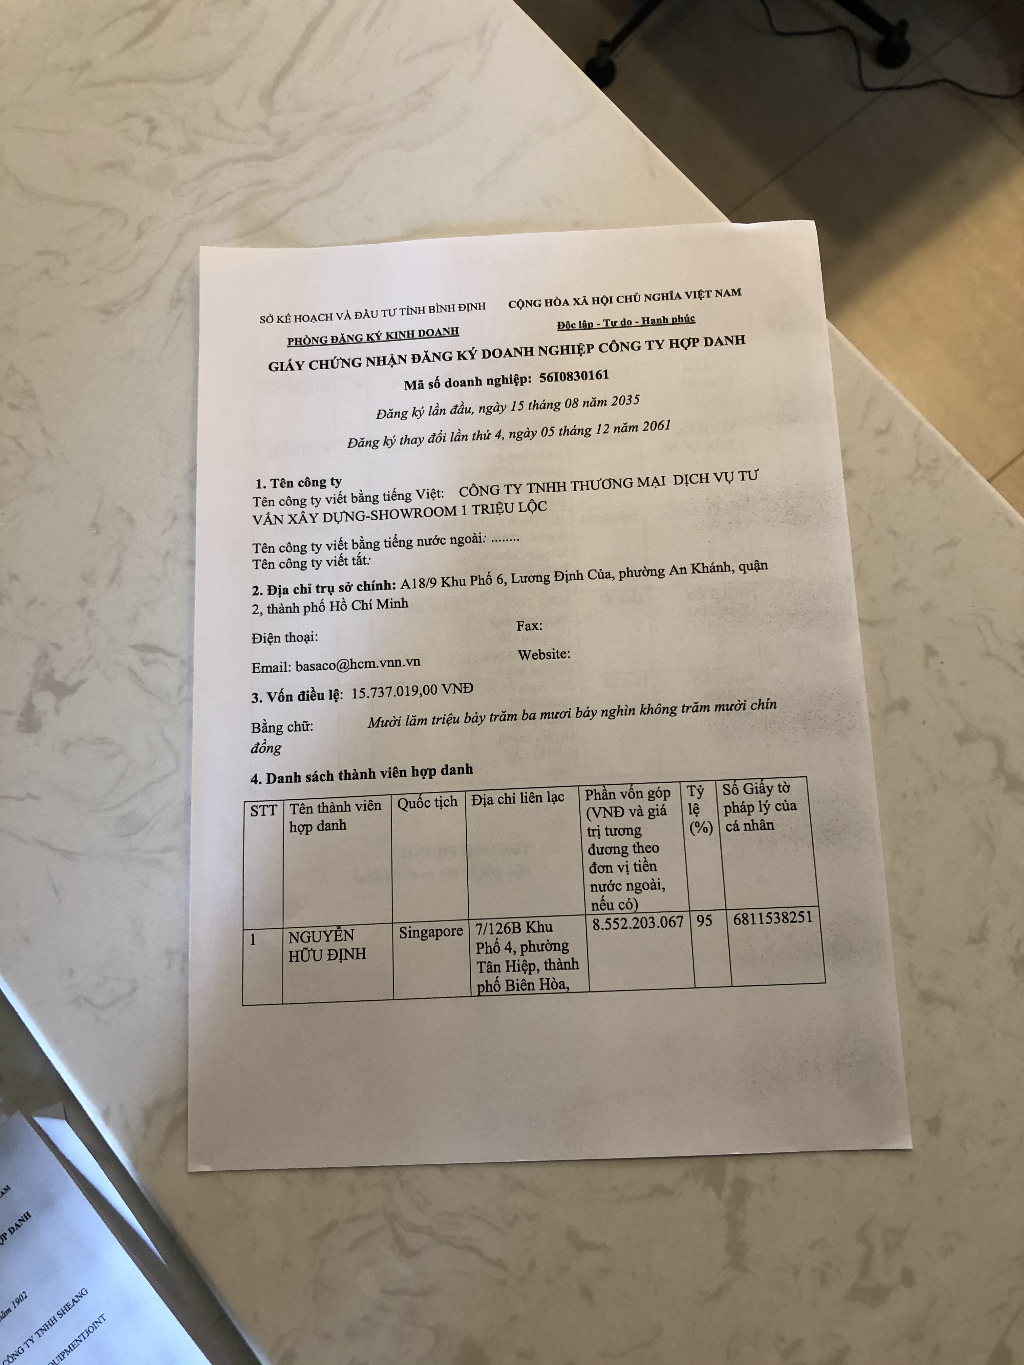 SỞ KẾ HOẠCH VÀ ĐẦU TƯ TỈNH BÌNH ĐỊNH
CỘNG HÒA XÃ HỘI CHỦ NGHĨA VIỆT NAM
PHÒNG ĐĂNG KÝ KINH DOANH
Độc lập - Tự do - Hạnh phúc
GIẤY CHỨNG NHẬN ĐĂNG KÝ DOANH NGHIỆP CÔNG TY HỢP DANH
Mã số doanh nghiệp: 56I0830161
Đăng ký lần đầu, ngày 15 tháng 08 năm 2035
Đăng ký thay đổi lần thứ 4, ngày 05 tháng 12 năm 2061
1. Tên công ty
Tên công ty viết bằng tiếng Việt: CÔNG TY TNHH THƯƠNG MẠI DỊCH VỤ TƯ
VẤN XÂY DỰNG-SHOWROOM 1 TRIỆU LỘC
Tên công ty viết bằng tiếng nước ngoài: ........
Tên công ty viết tắt:
2. Địa chỉ trụ sở chính: A18/9 Khu Phố 6, Lương Định Của, phường An Khánh, quận
2, thành phố Hồ Chí Minh
Điện thoại:
Fax:
Email: basaco@hcm.vnn.vn
Website:
3. Vốn điều lệ: 15.737.019,00 VNĐ
Bằng chữ: Mười lăm triệu bảy trăm ba mươi bảy nghìn không trăm mười chín
đồng
4. Danh sách thành viên hợp danh
STT
Tên thành viên
hợp danh
Quốc tịch
Địa chỉ liên lạc
Phần vốn góp
(VNĐ và giá
trị tương
đương theo
đơn vị tiền
nước ngoài,
nếu có)
Tỷ
lệ
(%)
Số Giấy tờ
pháp lý của
cá nhân
1
NGUYỄN
HỮU ĐỊNH
Singapore
7/126B Khu
Phố 4, phường
Tân Hiệp, thành
phố Biên Hòa,
8.552.203.067
95
6811538251
AM
ỢP DANH
năm 1902
CÔNG TY TNHH SHEANG
QUIPMENTJOINT